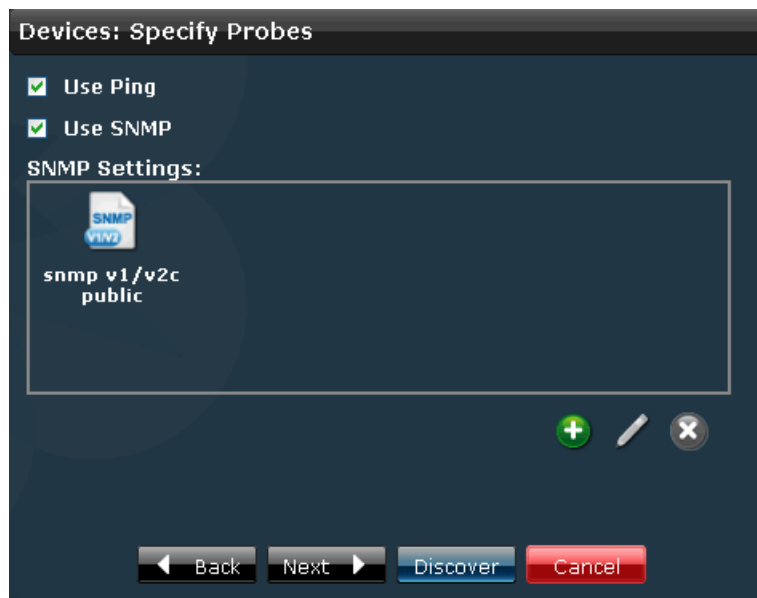 Devices: Specify Probes
Use Ping
Use SNMP
SNMP Settings:
SNMP
V1/V2
snmp v1/v2c
public
Back
Next
Discover
Cancel